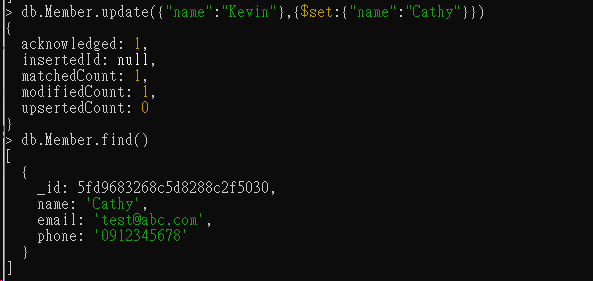 > db.Member.update({"name":"Kevin"},{$set:{"name":"Cathy"}})
{
  acknowledged: 1,
  insertedId: null,
  matchedCount: 1,
  modifiedCount: 1,
  upsertedCount: 0
}
> db.Member.find()
[
  {
    _id: 5fd9683268c5d8288c2f5030,
    name: 'Cathy',
    email: 'test@abc.com',
    phone: '0912345678'
  }
]